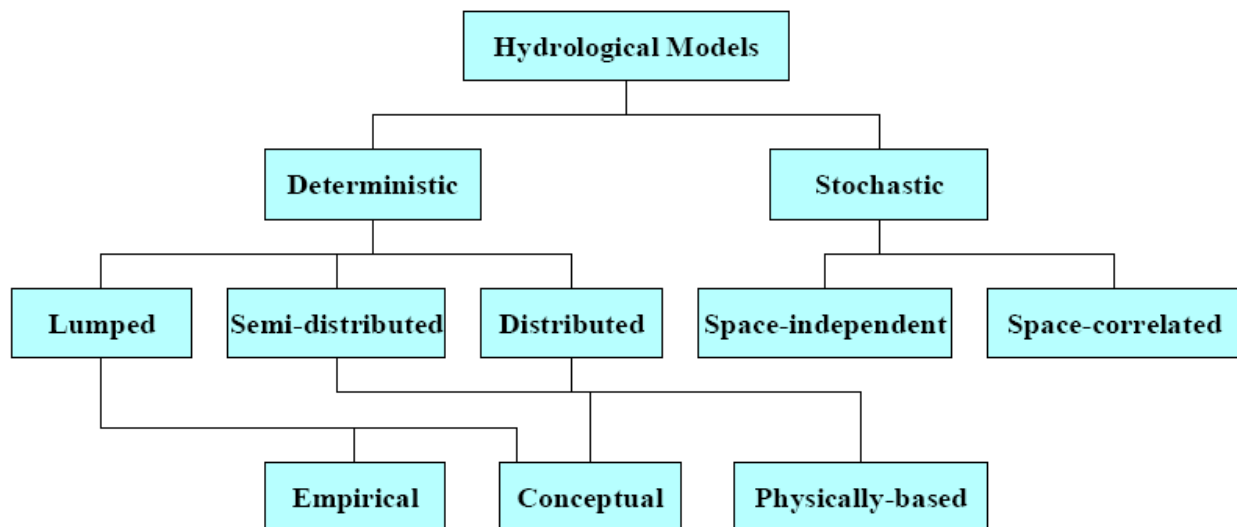 Hydrological Models
Deterministic
Stochastic
Lumped
Semi-distributed
Distributed
Space-independent
Space-correlated
Empirical
Conceptual
Physically-based